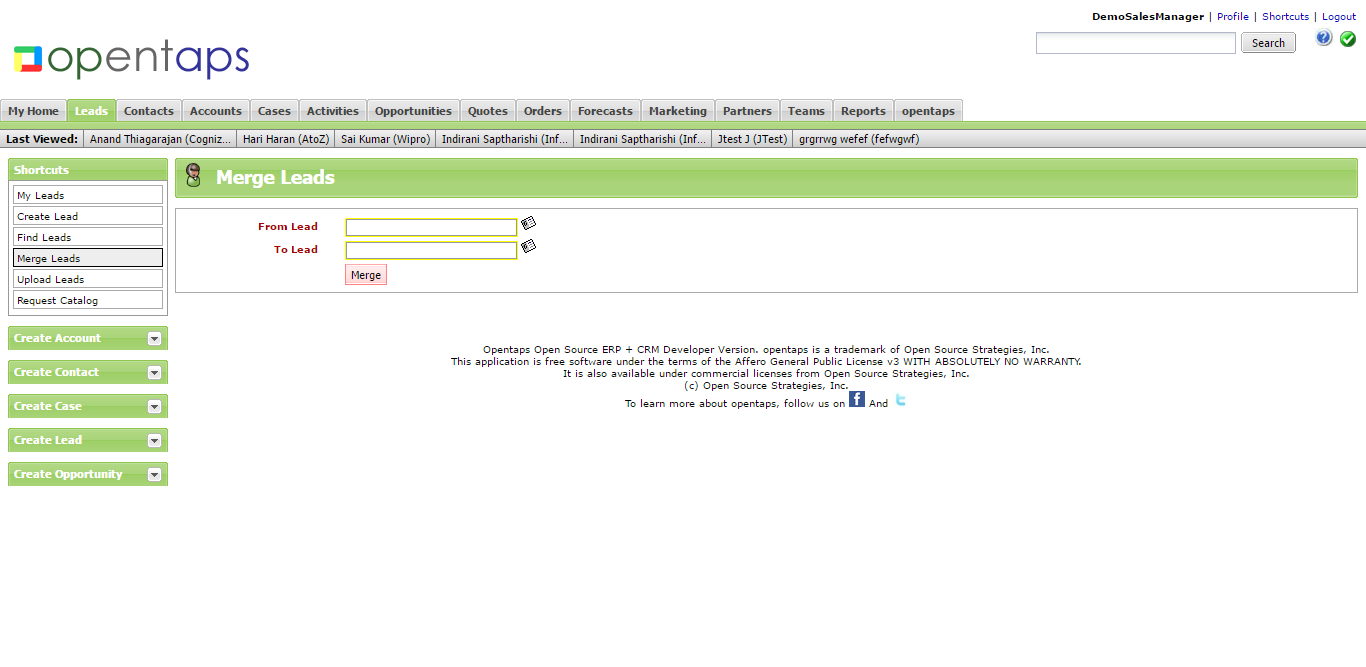 DemoSalesManager | Profile | Shortcuts | Logout
opentaps
Search
My Home Leads Contacts Accounts Cases Activities Opportunities Quotes Orders Forecasts Marketing Partners Teams Reports opentaps
Last Viewed: Anand Thiagarajan (Cogniz... Hari Haran (AtoZ) Sai Kumar (Wipro) Indirani Saptharishi (Inf... Indirani Saptharishi (Inf... Jtest J (JTest) grgrrwg wefef (fefwgwf)
Shortcuts
My Leads
Create Lead
Find Leads
Merge Leads
Upload Leads
Request Catalog
Create Account
Create Contact
Create Case
Create Lead
Create Opportunity
Merge Leads
From Lead
To Lead
Merge
Opentaps Open Source ERP + CRM Developer Version. opentaps is a trademark of Open Source Strategies, Inc.
This application is free software under the terms of the Affero General Public License v3 WITH ABSOLUTELY NO WARRANTY.
It is also available under commercial licenses from Open Source Strategies, Inc.
(c) Open Source Strategies, Inc.
To learn more about opentaps, follow us on f And t